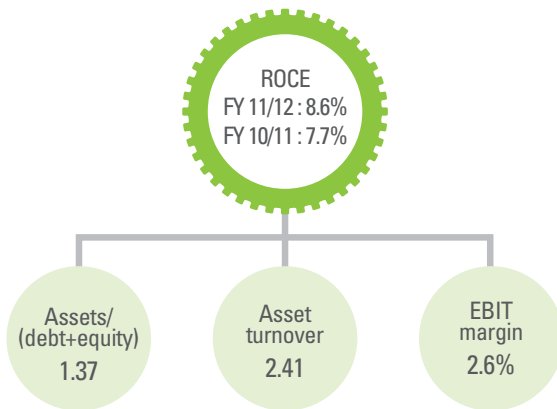 ROCE
FY 11/12 : 8.6%
FY 10/11 : 7.7%
Assets/
(debt+equity)
1.37
Asset
turnover
2.41
EBIT
margin
2.6%